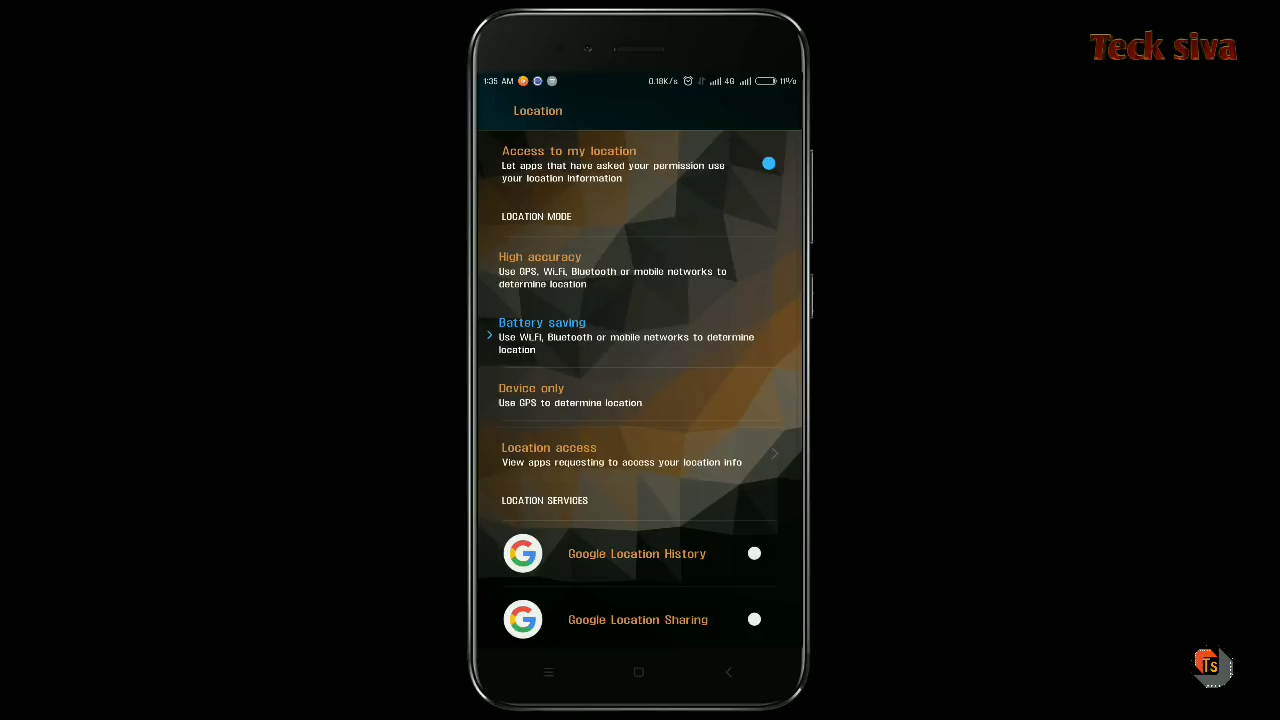 Teck siva
1:35 AM 0.18K/s 4G 11%
Location
Access to my location
Let apps that have asked your permission use
your location information
LOCATION MODE
High accuracy
Use GPS, Wi-Fi, Bluetooth or mobile networks to
determine location
Battery saving
Use Wi-Fi, Bluetooth or mobile networks to determine
location
Device only
Use GPS to determine location
Location access
View apps requesting to access your location info
LOCATION SERVICES
Google Location History
Google Location Sharing
Ts